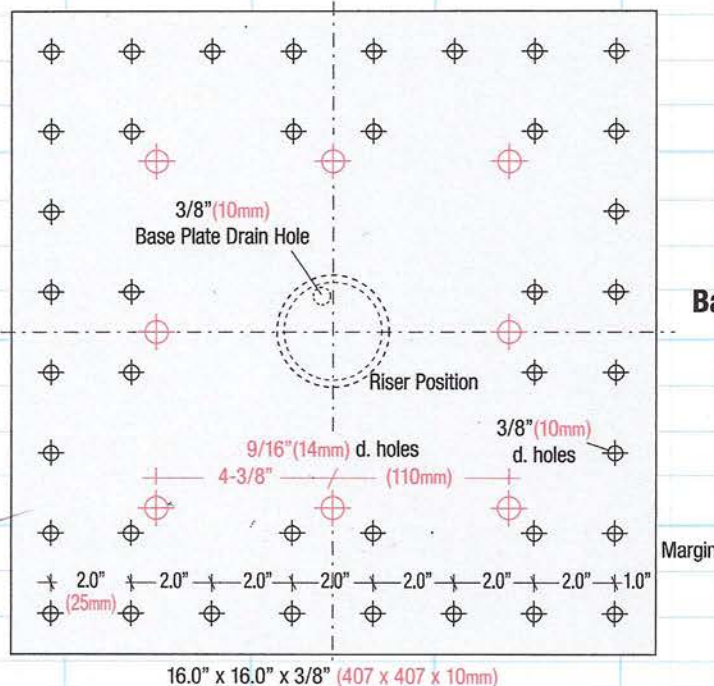 3/8"(10mm)
Base Plate Drain Hole
Ba
Riser Position
9/16"(14mm) d. holes
3/8"(10mm)
d. holes
4-3/8" (110mm)
Margin
2.0" 2.0" 2.0" 2.0" 2.0" 2.0" 2.0" 1.0"
(25mm)
16.0" x 16.0" x 3/8" (407 x 407 x 10mm)